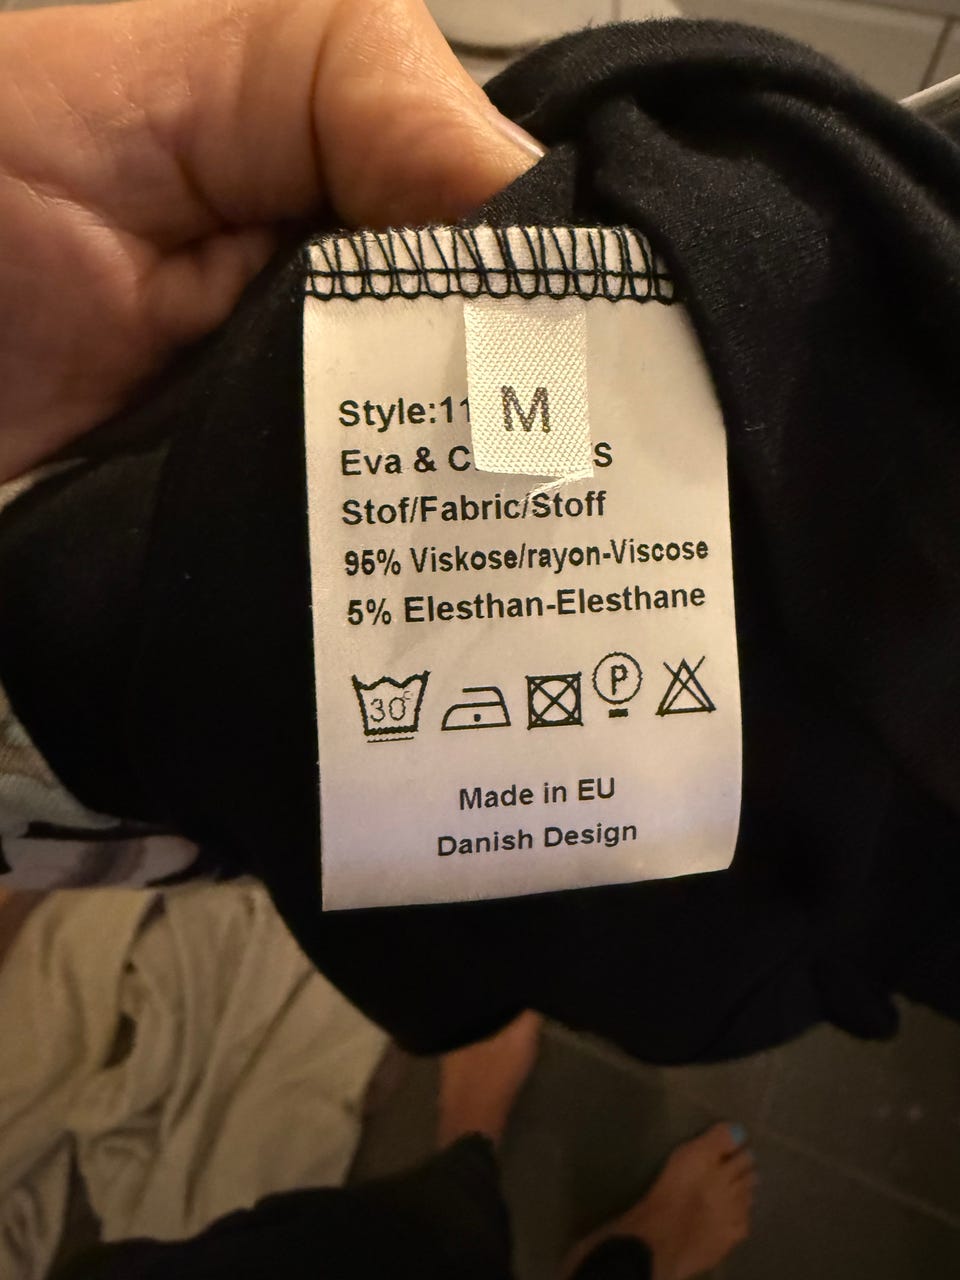 M
Style:11
Eva & C S
Stof/Fabric/Stoff
95% Viskose/rayon-Viscose
5% Elesthan-Elesthane
30°
P
Made in EU
Danish Design